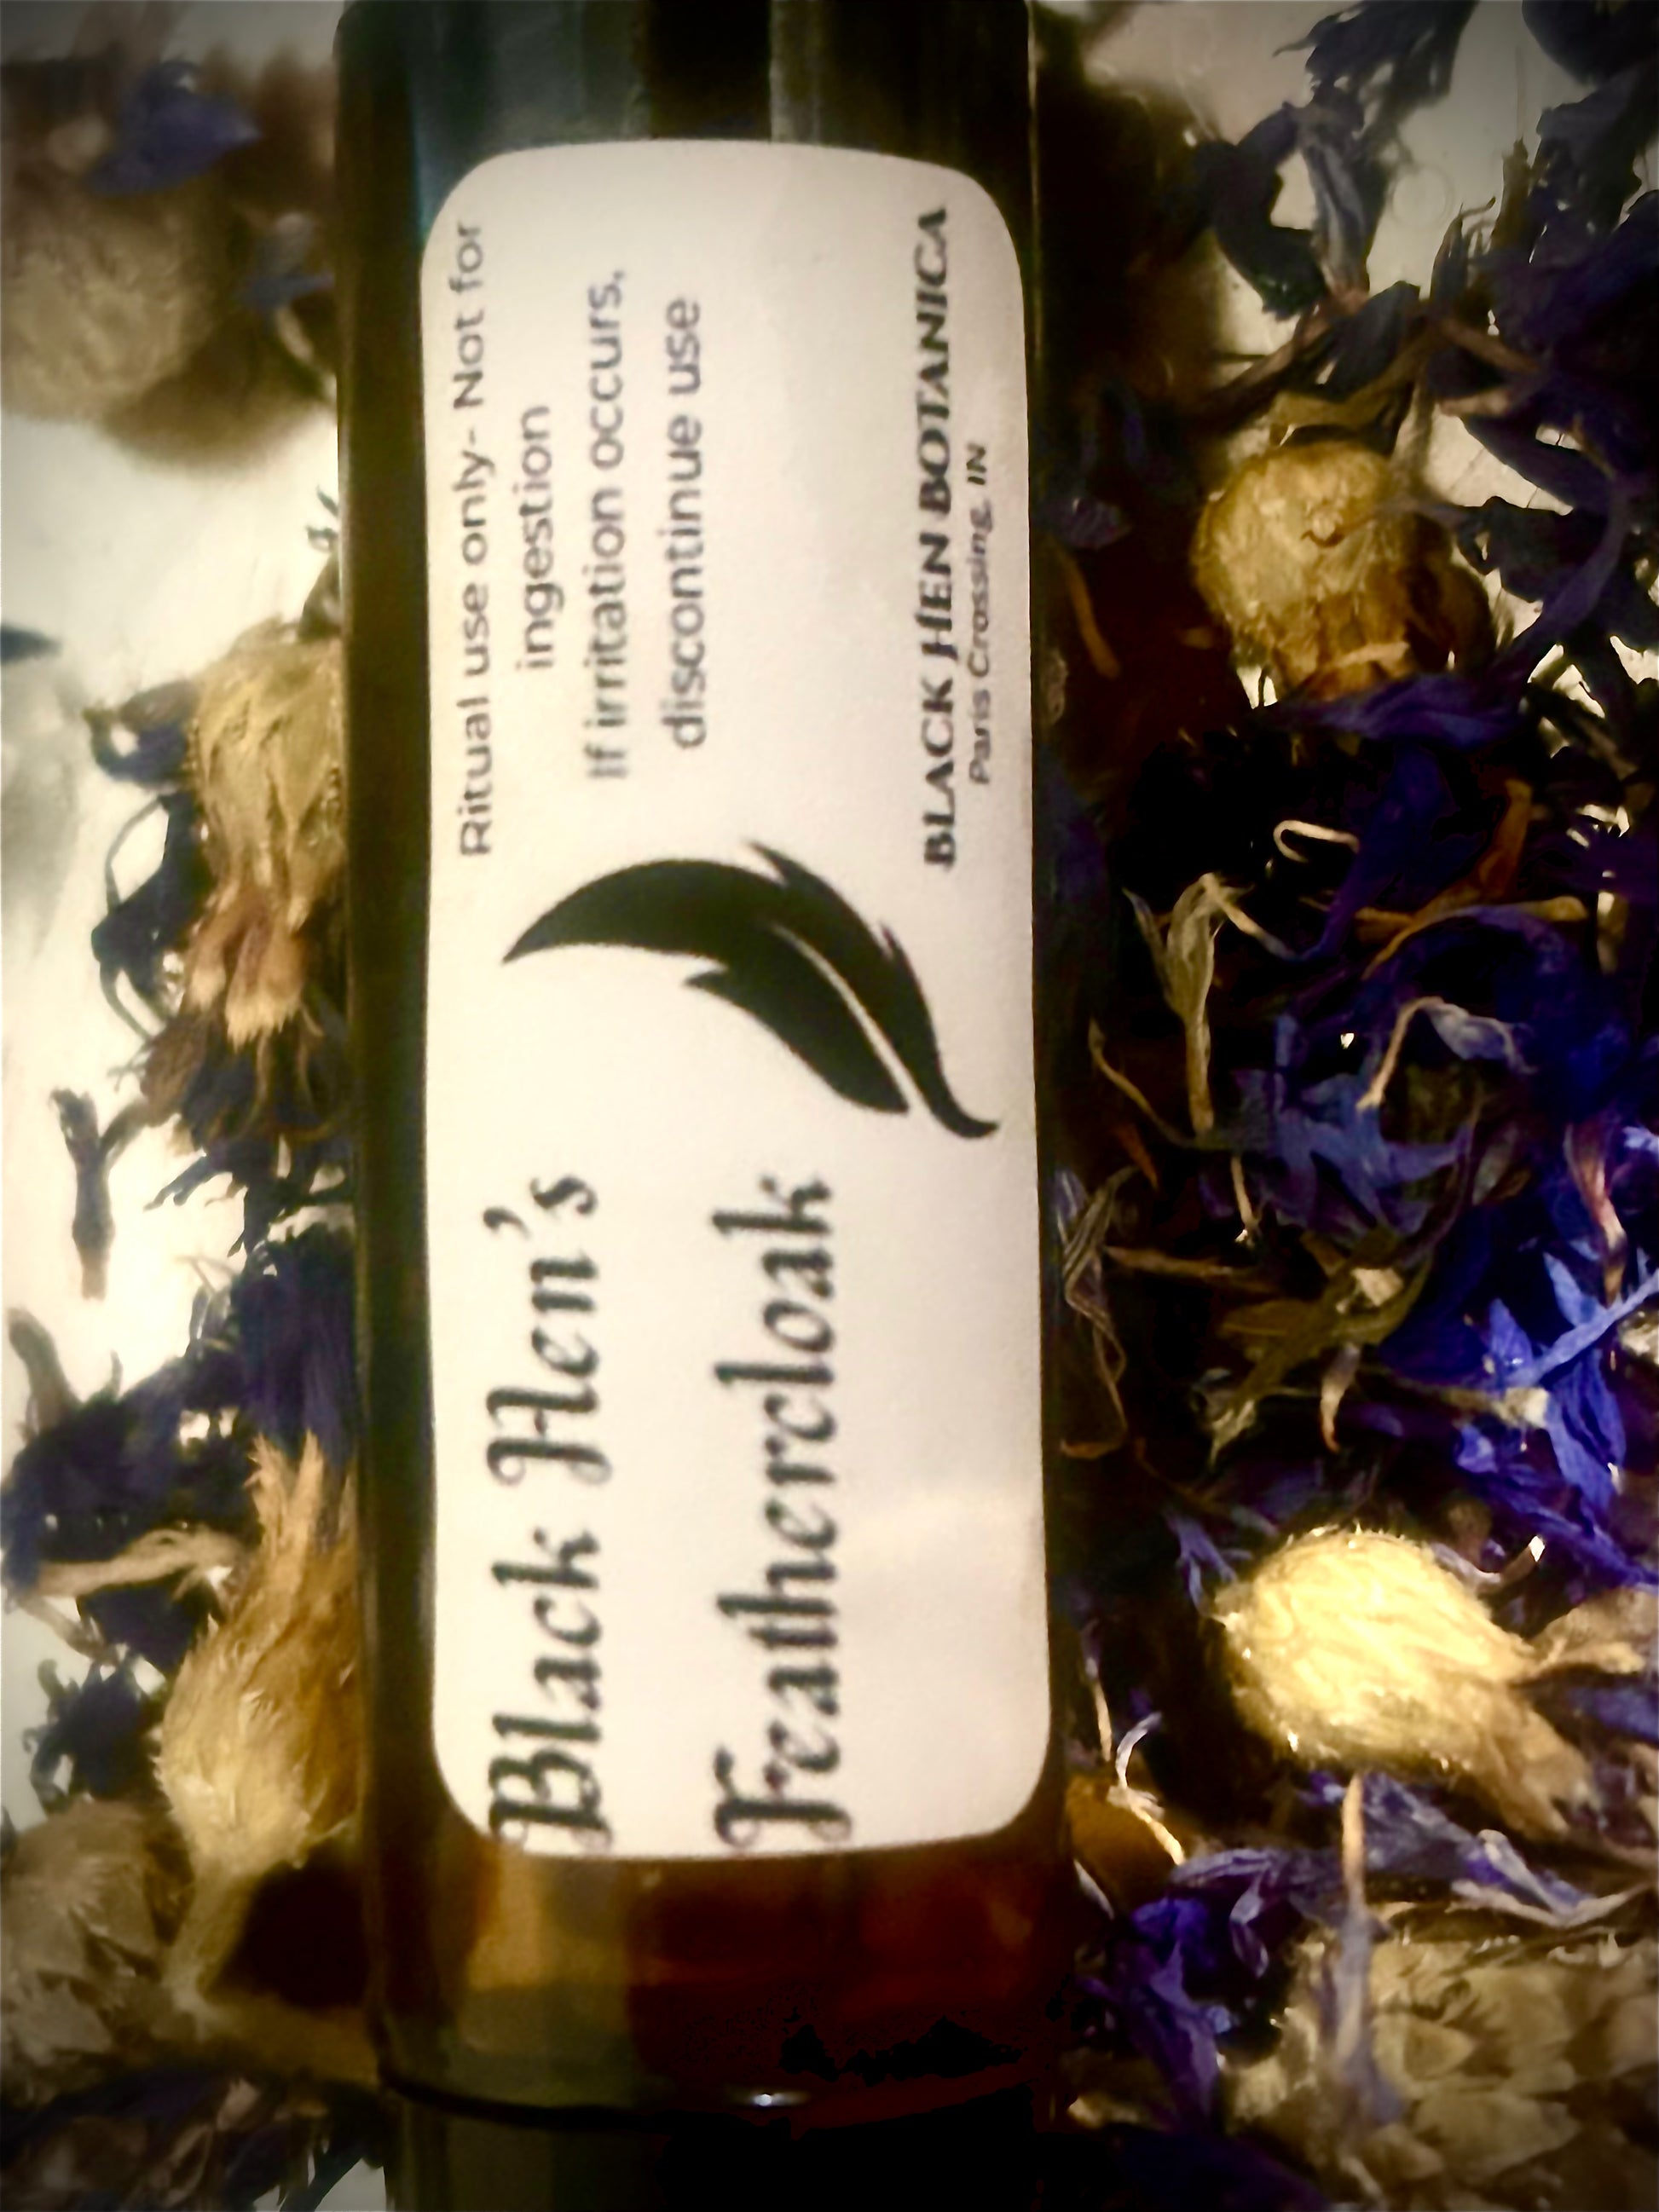 Black Hen's
Feathercloak
Ritual use only- Not for
ingestion
If irritation occurs,
discontinue use
BLACK HEN BOTANICA
Paris Crossing, IN